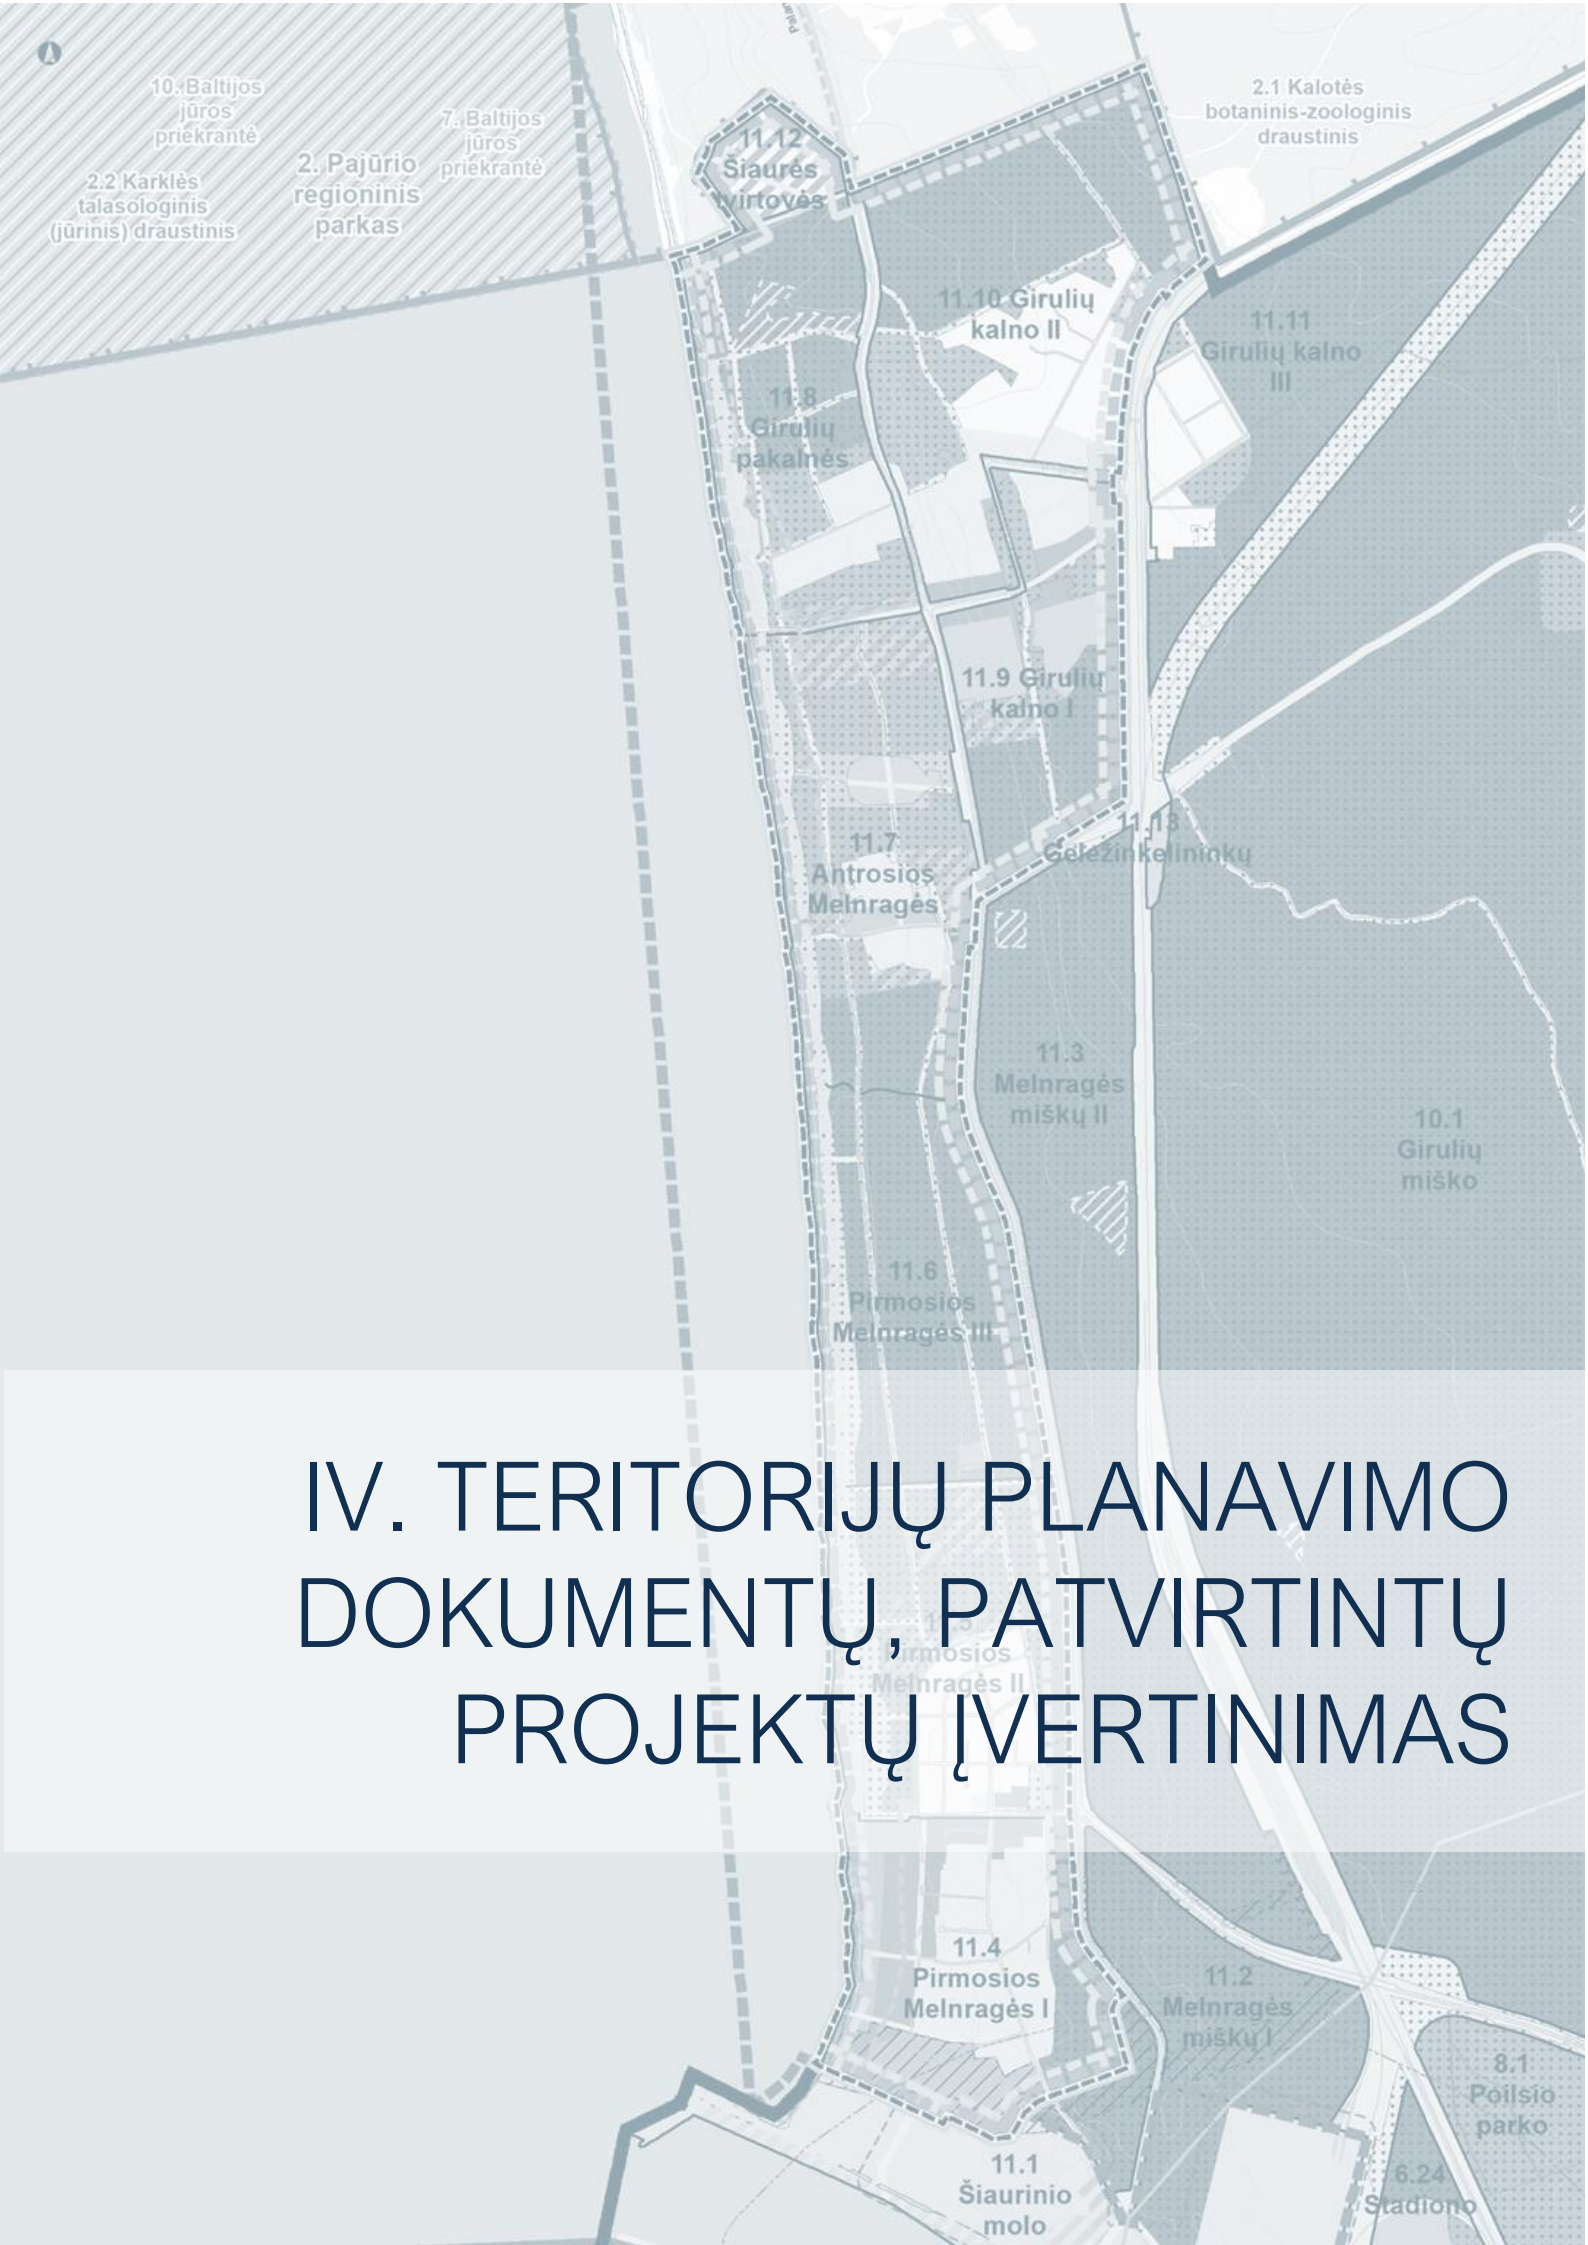 10. Baltijos
jūros
priekrantė
7. Baltijos
jūros
priekrantė
2. Pajūrio
regioninis
parkas
2.2 Karklės
talasologinis
(jūrinis) draustinis
2.1 Kalotės
botaninis-zoologinis
draustinis
11.12
Šiaurės
tvirtovės
11.10 Girulių
kalno II
11.11
Girulių kalno
III
11.8
Girulių
pakalnės
11.9 Girulių
kalno I
11.13
Geležinkelininkų
11.7
Antrosios
Melnragės
11.3
Melnragės
miškų II
10.1
Girulių
miško
11.6
Pirmosios
Melnragės III
IV. TERITORIJŲ PLANAVIMO
DOKUMENTŲ, PATVIRTINTŲ
PROJEKTŲ ĮVERTINIMAS
11.5
Pirmosios
Melnragės II
11.4
Pirmosios
Melnragės I
11.2
Melnragės
miškų I
8.1
Poilsio
parko
11.1
Šiaurinio
molo
6.24
Stadiono